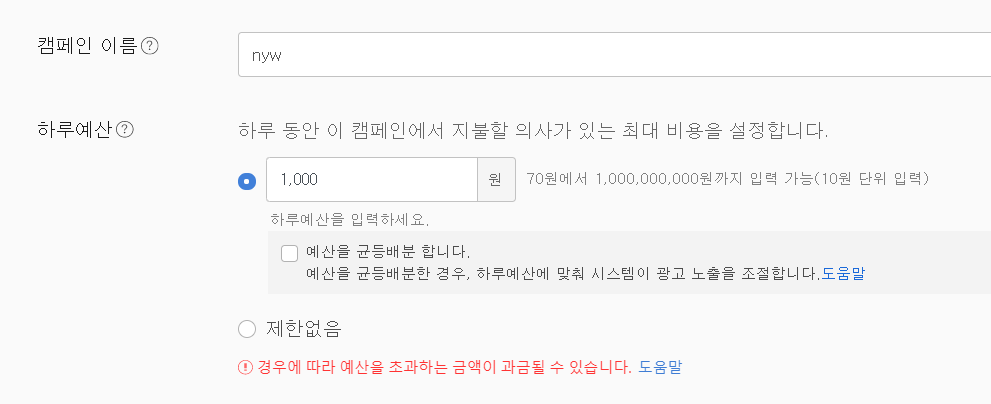 캠페인 이름 ?
nyw
하루예산 ?
하루 동안 이 캠페인에서 지불할 의사가 있는 최대 비용을 설정합니다.
1,000 원 70원에서 1,000,000,000원까지 입력 가능(10원 단위 입력)
하루예산을 입력하세요.
예산을 균등배분 합니다.
예산을 균등배분한 경우, 하루예산에 맞춰 시스템이 광고 노출을 조절합니다.도움말
제한없음
! 경우에 따라 예산을 초과하는 금액이 과금될 수 있습니다. 도움말